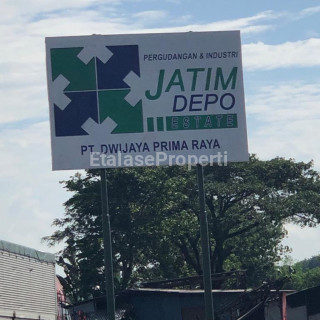 PERGUDANGAN & INDUSTRI
JATIM
DEPO
ESTATE
PT. DWIJAYA PRIMA RAYA
EtalaseProperti